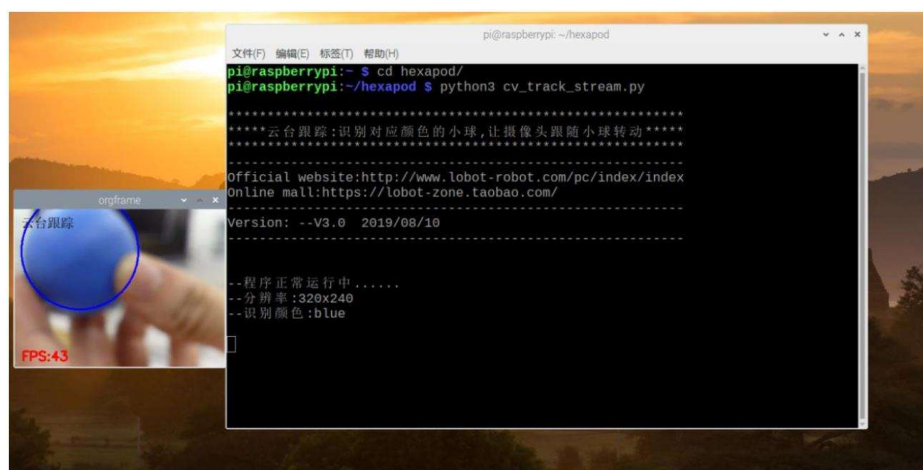 pi@raspberrypi: ~/hexapod
文件(F) 编辑(E) 标签(T) 帮助(H)
pi@raspberrypi:~ $ cd hexapod/
pi@raspberrypi:~/hexapod $ python3 cv_track_stream.py
**********************************************************
*****云台跟踪:识别对应颜色的小球,让摄像头跟随小球转动*****
**********************************************************
----------------------------------------------------------
Official website:http://www.lobot-robot.com/pc/index/index
Online mall:https://lobot-zone.taobao.com/
----------------------------------------------------------
Version: --V3.0 2019/08/10
----------------------------------------------------------
--程序正常运行中......
--分辨率:320x240
--识别颜色:blue
orgframe
云台跟踪
FPS:43